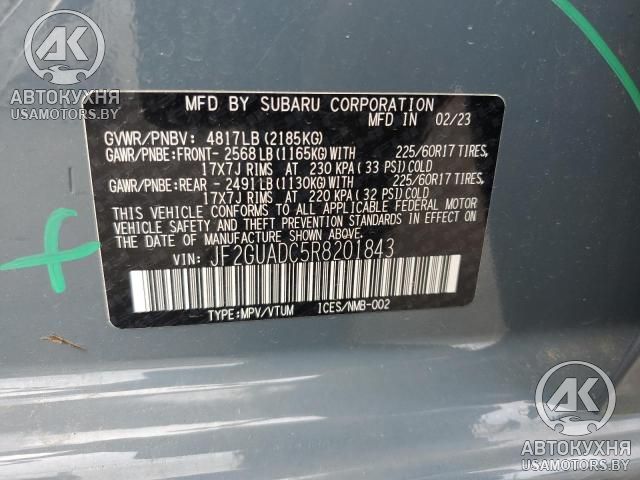 АК
АВТОКУХНЯ
USAMOTORS.BY
MFD BY SUBARU CORPORATION
MFD IN 02/23
GVWR/PNBV: 4817LB (2185KG)
GAWR/PNBE:FRONT- 2568LB (1165KG)WITH 225/60R17 TIRES,
17X7J RIMS AT 230 KPA (33 PSI)COLD
GAWR/PNBE:REAR - 2491LB (1130KG)WITH 225/60R17 TIRES,
17X7J RIMS AT 220 KPA (32 PSI)COLD
THIS VEHICLE CONFORMS TO ALL APPLICABLE FEDERAL MOTOR
VEHICLE SAFETY AND THEFT PREVENTION STANDARDS IN EFFECT ON
THE DATE OF MANUFACTURE SHOWN ABOVE.
VIN: JF2GUADC5R8201843
TYPE:MPV/VTUM ICES/NMB-002
АК
АВТОКУХНЯ
USAMOTORS.BY